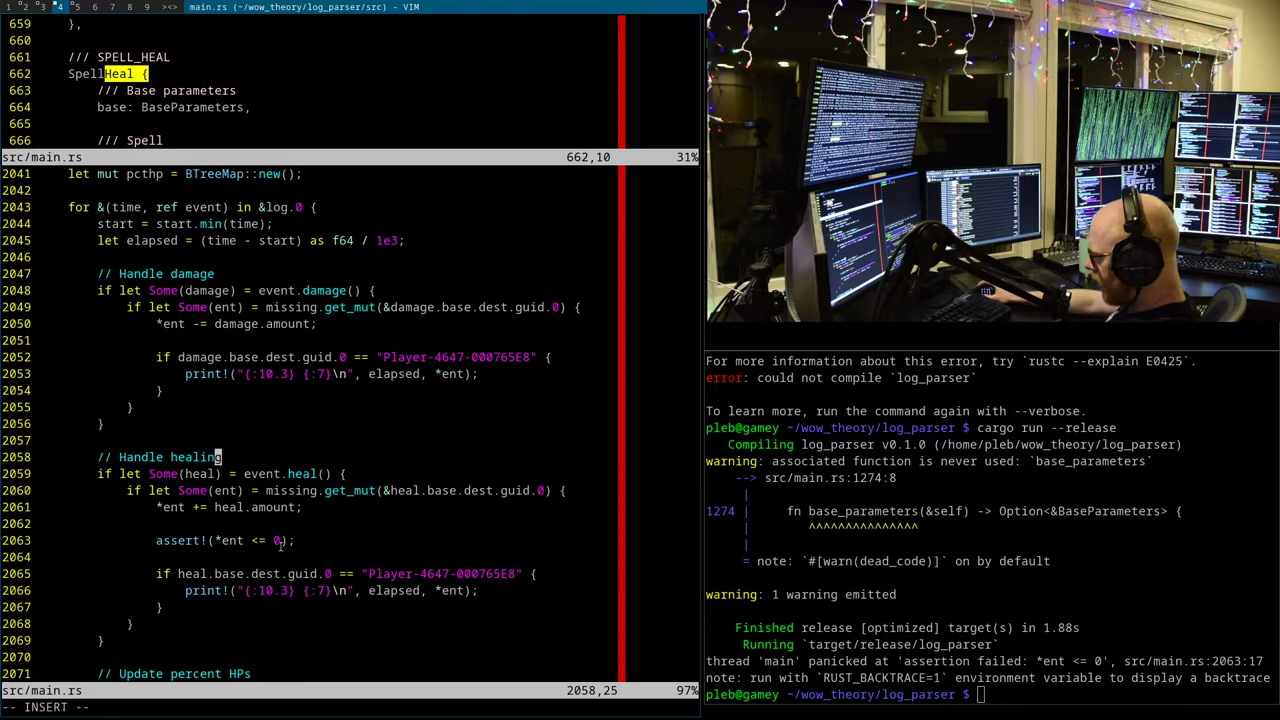 1 2 3 4 5 6 7 8 9 ><> main.rs (~/wow_theory/log_parser/src) - VIM
659 },
660
661 /// SPELL_HEAL
662 SpellHeal {
663 /// Base parameters
664 base: BaseParameters,
665
666 /// Spell
src/main.rs 662,10 31%
2041 let mut pcthp = BTreeMap::new();
2042
2043 for &(time, ref event) in &log.0 {
2044 start = start.min(time);
2045 let elapsed = (time - start) as f64 / 1e3;
2046
2047 // Handle damage
2048 if let Some(damage) = event.damage() {
2049 if let Some(ent) = missing.get_mut(&damage.base.dest.guid.0) {
2050 *ent -= damage.amount;
2051
2052 if damage.base.dest.guid.0 == "Player-4647-000765E8" {
2053 print!("{:10.3} {:7}\n", elapsed, *ent);
2054 }
2055 }
2056 }
2057
2058 // Handle healing
2059 if let Some(heal) = event.heal() {
2060 if let Some(ent) = missing.get_mut(&heal.base.dest.guid.0) {
2061 *ent += heal.amount;
2062
2063 assert!(*ent <= 0);
2064
2065 if heal.base.dest.guid.0 == "Player-4647-000765E8" {
2066 print!("{:10.3} {:7}\n", elapsed, *ent);
2067 }
2068 }
2069 }
2070
2071 // Update percent HPs
src/main.rs 2058,25 97%
-- INSERT --
For more information about this error, try `rustc --explain E0425`.
error: could not compile `log_parser`
To learn more, run the command again with --verbose.
pleb@gamey ~/wow_theory/log_parser $ cargo run --release
Compiling log_parser v0.1.0 (/home/pleb/wow_theory/log_parser)
warning: associated function is never used: `base_parameters`
--> src/main.rs:1274:8
|
1274 | fn base_parameters(&self) -> Option<&BaseParameters> {
| ^^^^^^^^^^^^^^^
|
= note: `#[warn(dead_code)]` on by default
warning: 1 warning emitted
Finished release [optimized] target(s) in 1.88s
Running `target/release/log_parser`
thread 'main' panicked at 'assertion failed: *ent <= 0', src/main.rs:2063:17
note: run with `RUST_BACKTRACE=1` environment variable to display a backtrace
pleb@gamey ~/wow_theory/log_parser $